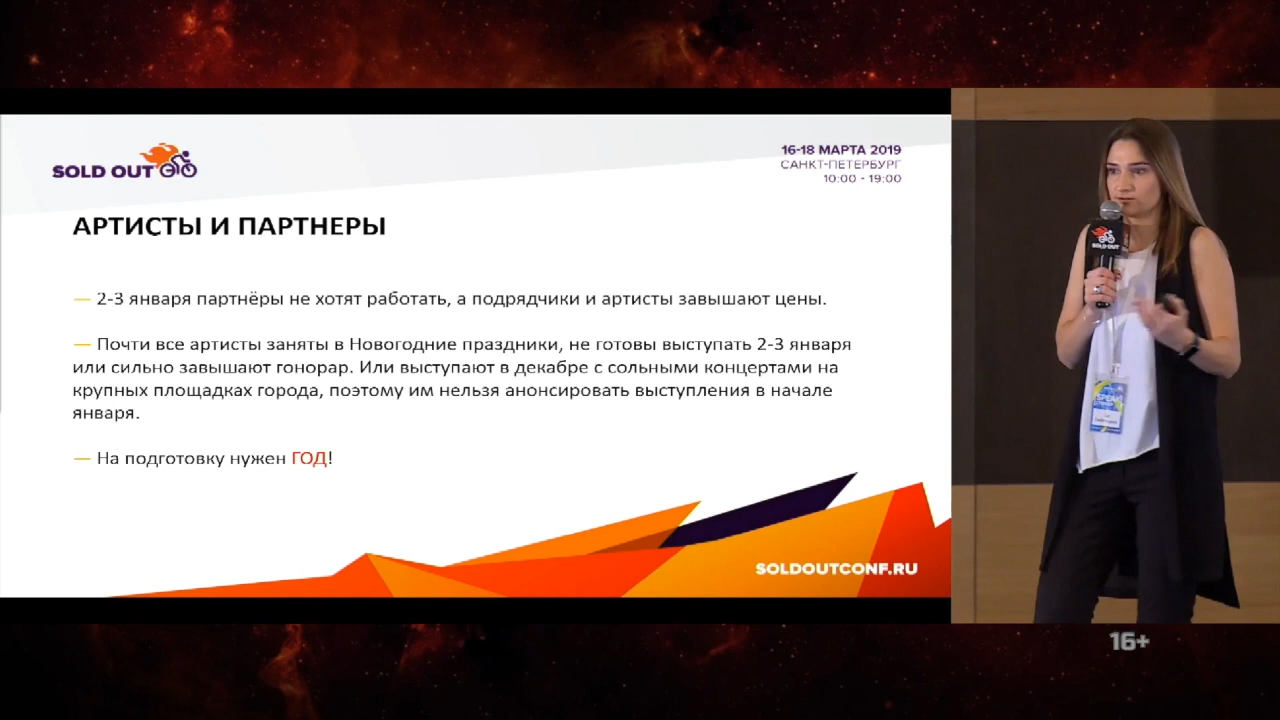 SOLD OUT
16-18 МАРТА 2019
САНКТ-ПЕТЕРБУРГ
10:00 - 19:00
АРТИСТЫ И ПАРТНЕРЫ
— 2-3 января партнёры не хотят работать, а подрядчики и артисты завышают цены.
— Почти все артисты заняты в Новогодние праздники, не готовы выступать 2-3 января
или сильно завышают гонорар. Или выступают в декабре с сольными концертами на
крупных площадках города, поэтому им нельзя анонсировать выступления в начале
января.
— На подготовку нужен ГОД!
SOLDOUTCONF.RU
SOLD OUT
16+